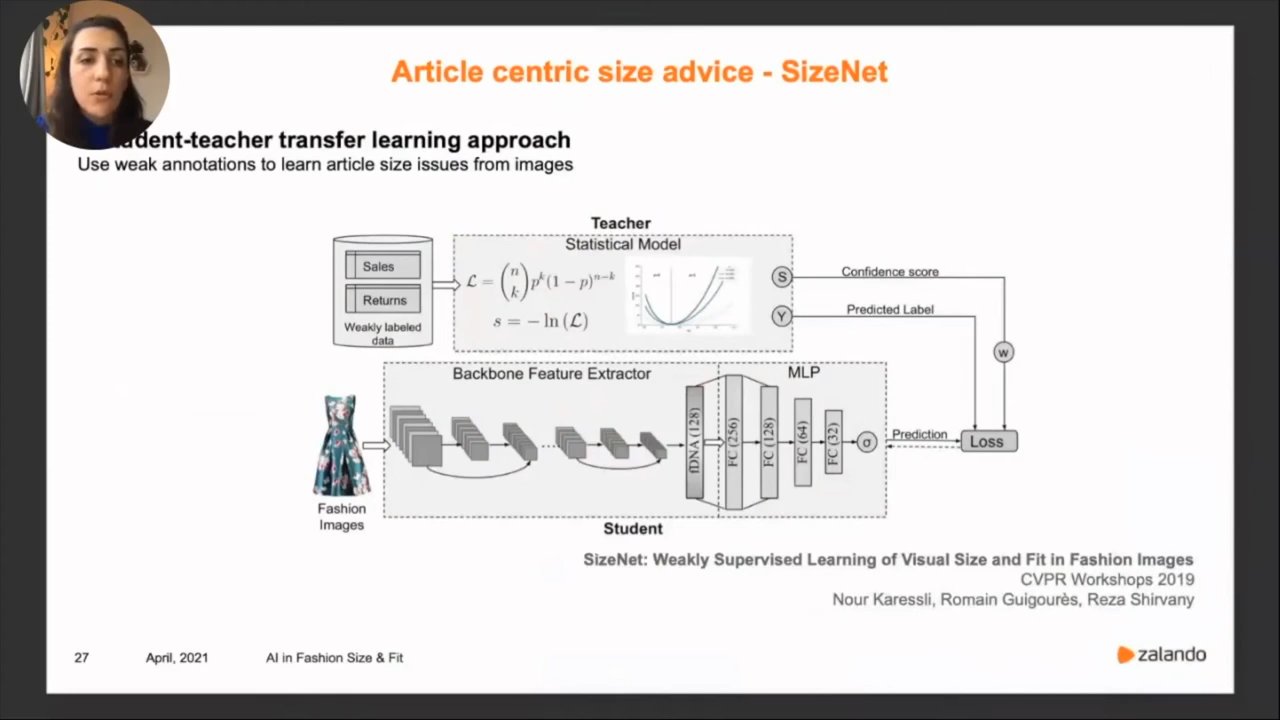 Article centric size advice - SizeNet
udent-teacher transfer learning approach
Use weak annotations to learn article size issues from images
Teacher
Statistical Model
Sales
Returns
Weakly labeled
data
ℒ = (n k) p^k (1 − p)^{n−k}
s = − ln (ℒ)
S
Confidence score
Y
Predicted Label
w
Backbone Feature Extractor
MLP
fDNA (128)
FC (256)
FC (128)
FC (64)
FC (32)
σ
Prediction
Loss
Fashion
Images
Student
SizeNet: Weakly Supervised Learning of Visual Size and Fit in Fashion Images
CVPR Workshops 2019
Nour Karessli, Romain Guigourès, Reza Shirvany
27 April, 2021 AI in Fashion Size & Fit
zalando